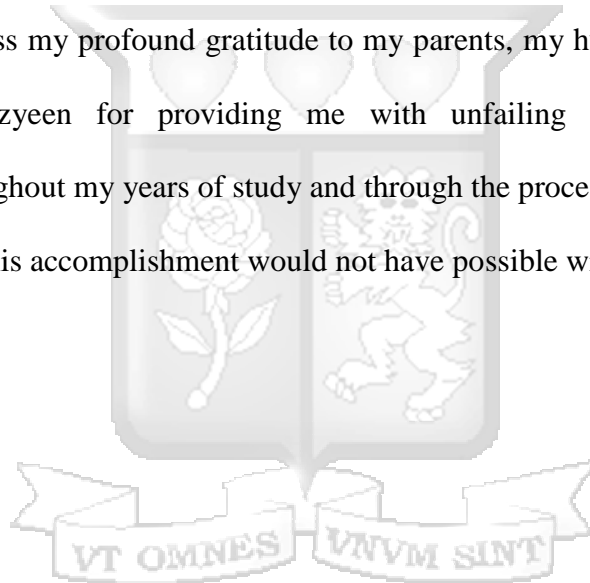 ss my profound gratitude to my parents, my h
zyeen for providing me with unfailing
ghout my years of study and through the proce
is accomplishment would not have possible w
VT OMNES VNVM SINT